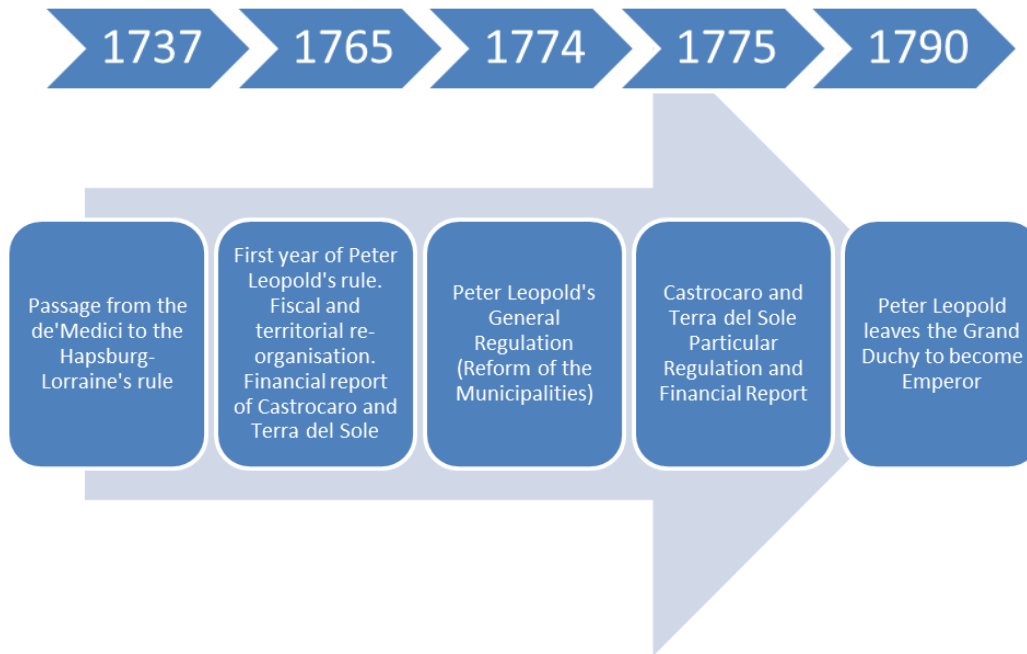 1737
1765
1774
1775
1790
Passage from the
de'Medici to the
Hapsburg-
Lorraine's rule
First year of Peter
Leopold's rule.
Fiscal and
territorial re-
organisation.
Financial report
of Castrocaro and
Terra del Sole
Peter Leopold's
General
Regulation
(Reform of the
Municipalities)
Castrocaro and
Terra del Sole
Particular
Regulation and
Financial Report
Peter Leopold
leaves the Grand
Duchy to become
Emperor